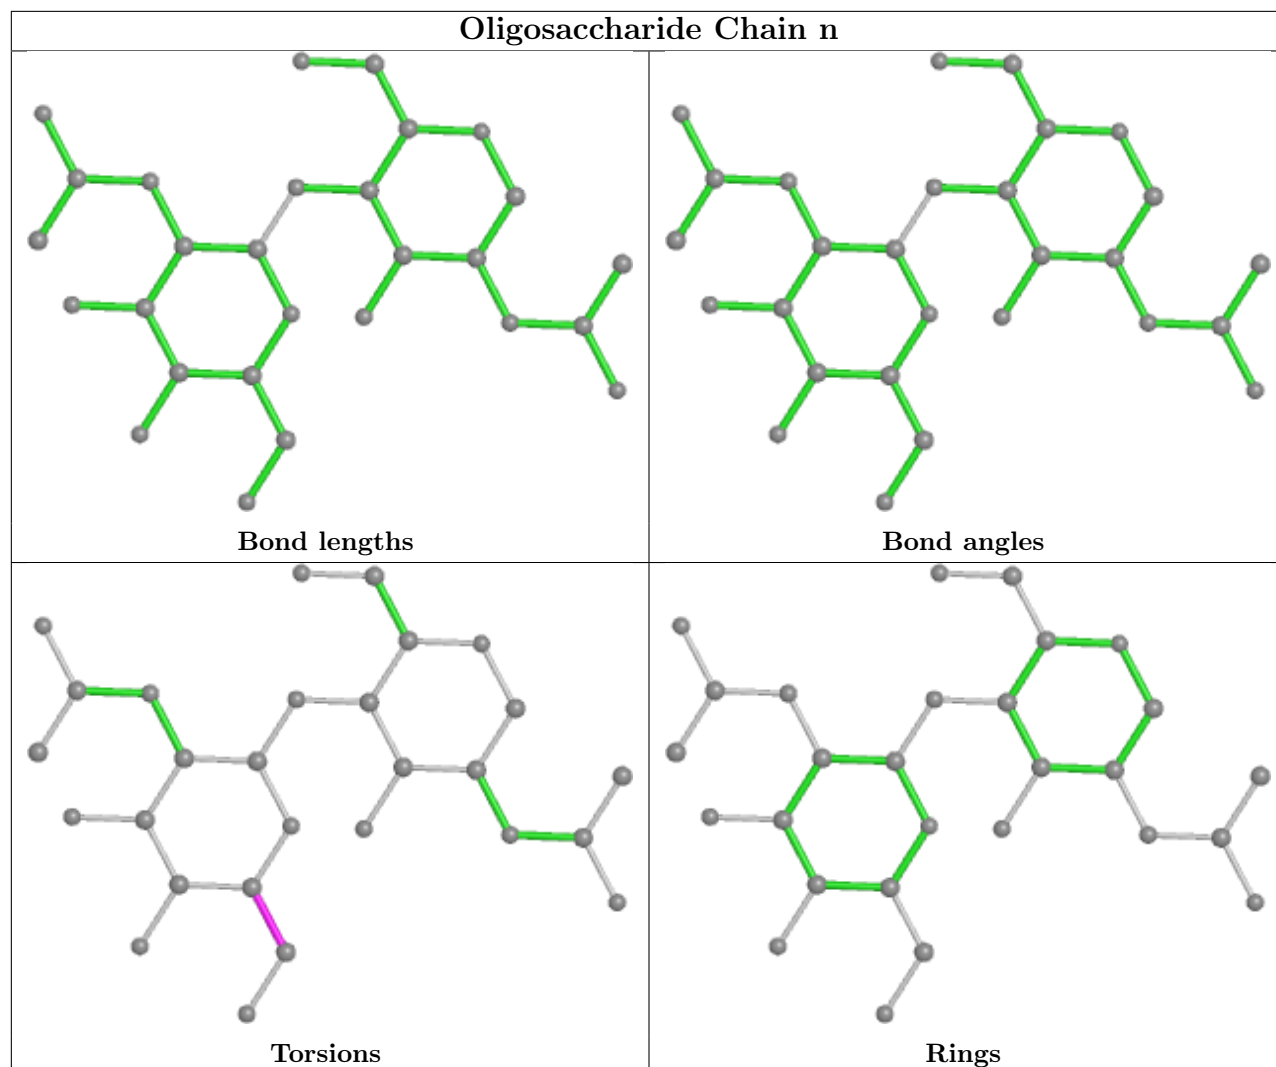 Oligosaccharide Chain n
Bond lengths
Bond angles
Torsions
Rings